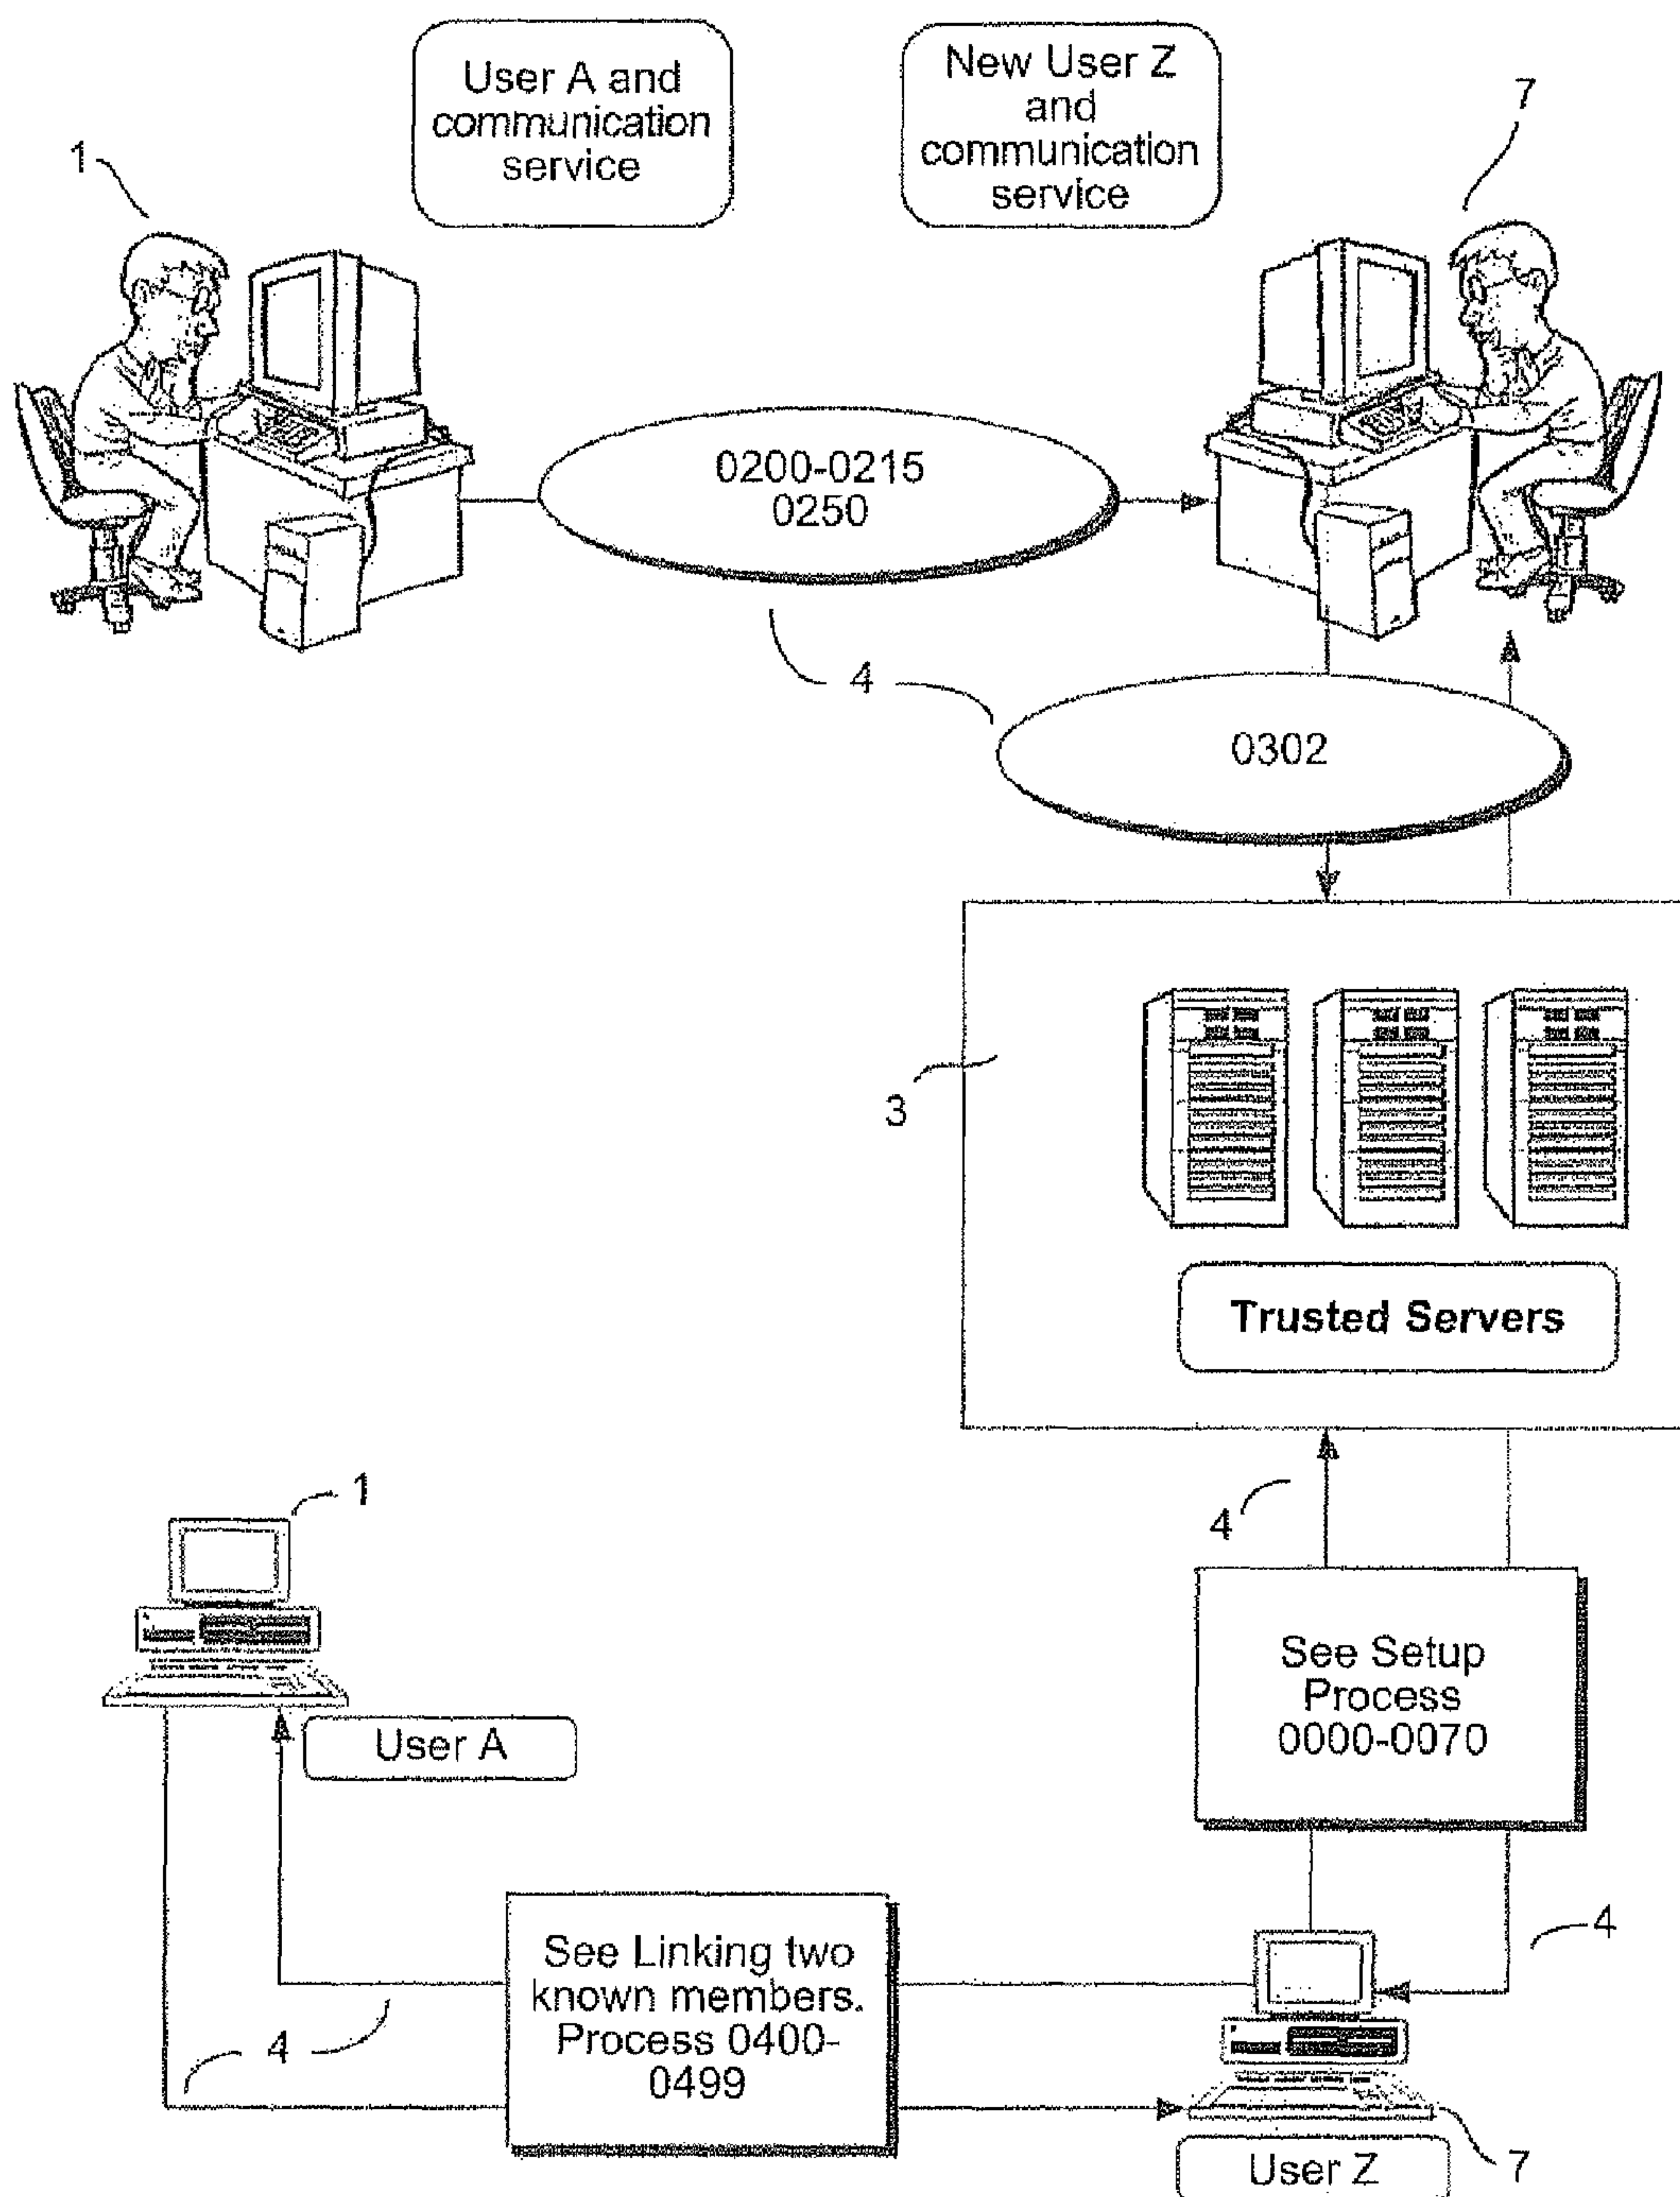 User A and
communication
service
New User Z
and
communication
service
1
7
0200-0215
0250
4
0302
3
Trusted Servers
1
4
User A
See Setup
Process
0000-0070
4
See Linking two
known members.
Process 0400-
0499
4
User Z
7